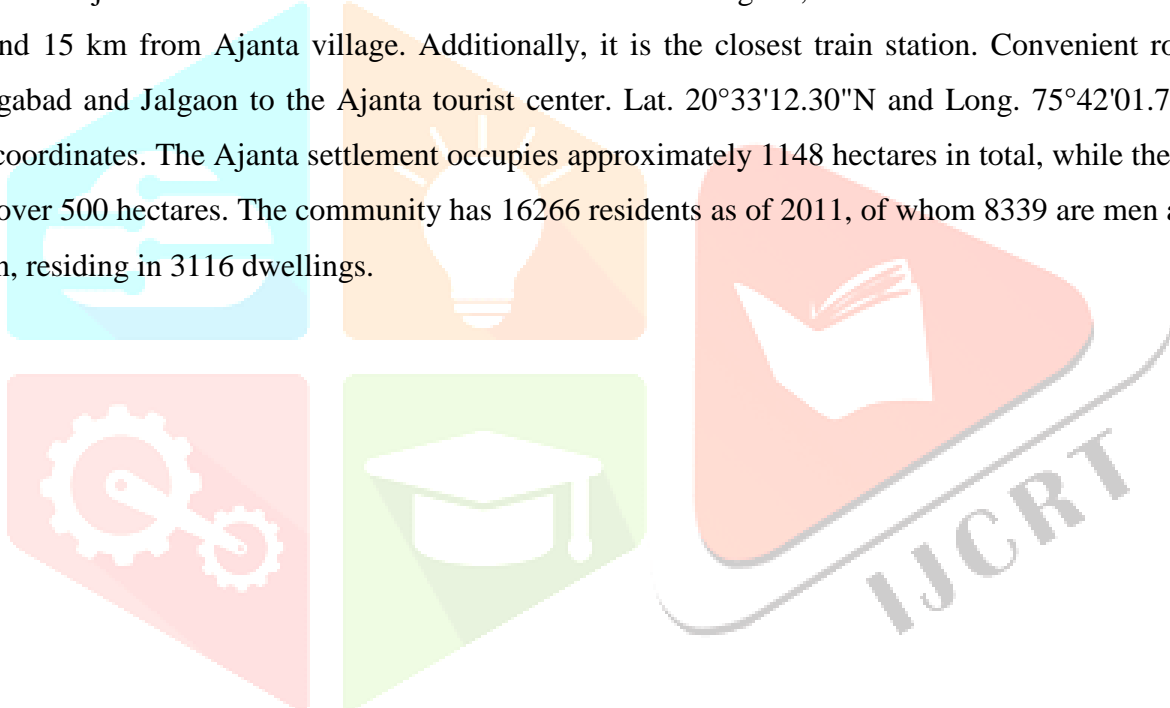 nd 15 km from Ajanta village. Additionally, it is the closest train station. Convenient ro
gabad and Jalgaon to the Ajanta tourist center. Lat. 20°33'12.30"N and Long. 75°42'01.7
coordinates. The Ajanta settlement occupies approximately 1148 hectares in total, while the
over 500 hectares. The community has 16266 residents as of 2011, of whom 8339 are men a
n, residing in 3116 dwellings.
IJCRT